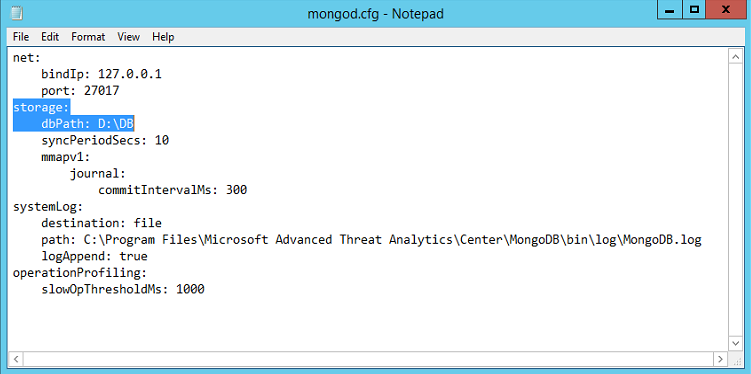 mongod.cfg - Notepad
File Edit Format View Help
net:
    bindIp: 127.0.0.1
    port: 27017
storage:
    dbPath: D:\DB
    syncPeriodSecs: 10
    mmapv1:
        journal:
            commitIntervalMs: 300
systemLog:
    destination: file
    path: C:\Program Files\Microsoft Advanced Threat Analytics\Center\MongoDB\bin\log\MongoDB.log
    logAppend: true
operationProfiling:
    slowOpThresholdMs: 1000